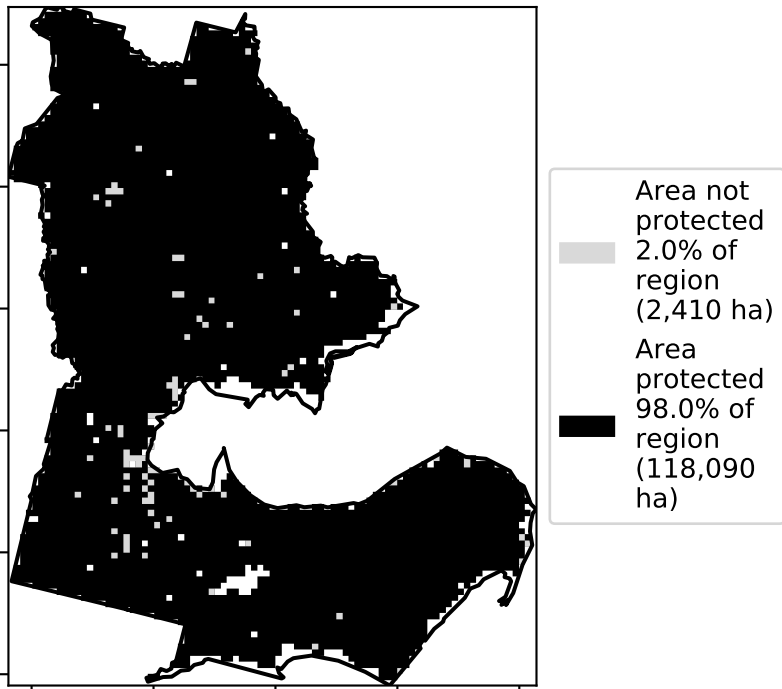 Area not
protected
2.0% of
region
(2,410 ha)
Area
protected
98.0% of
region
(118,090
ha)